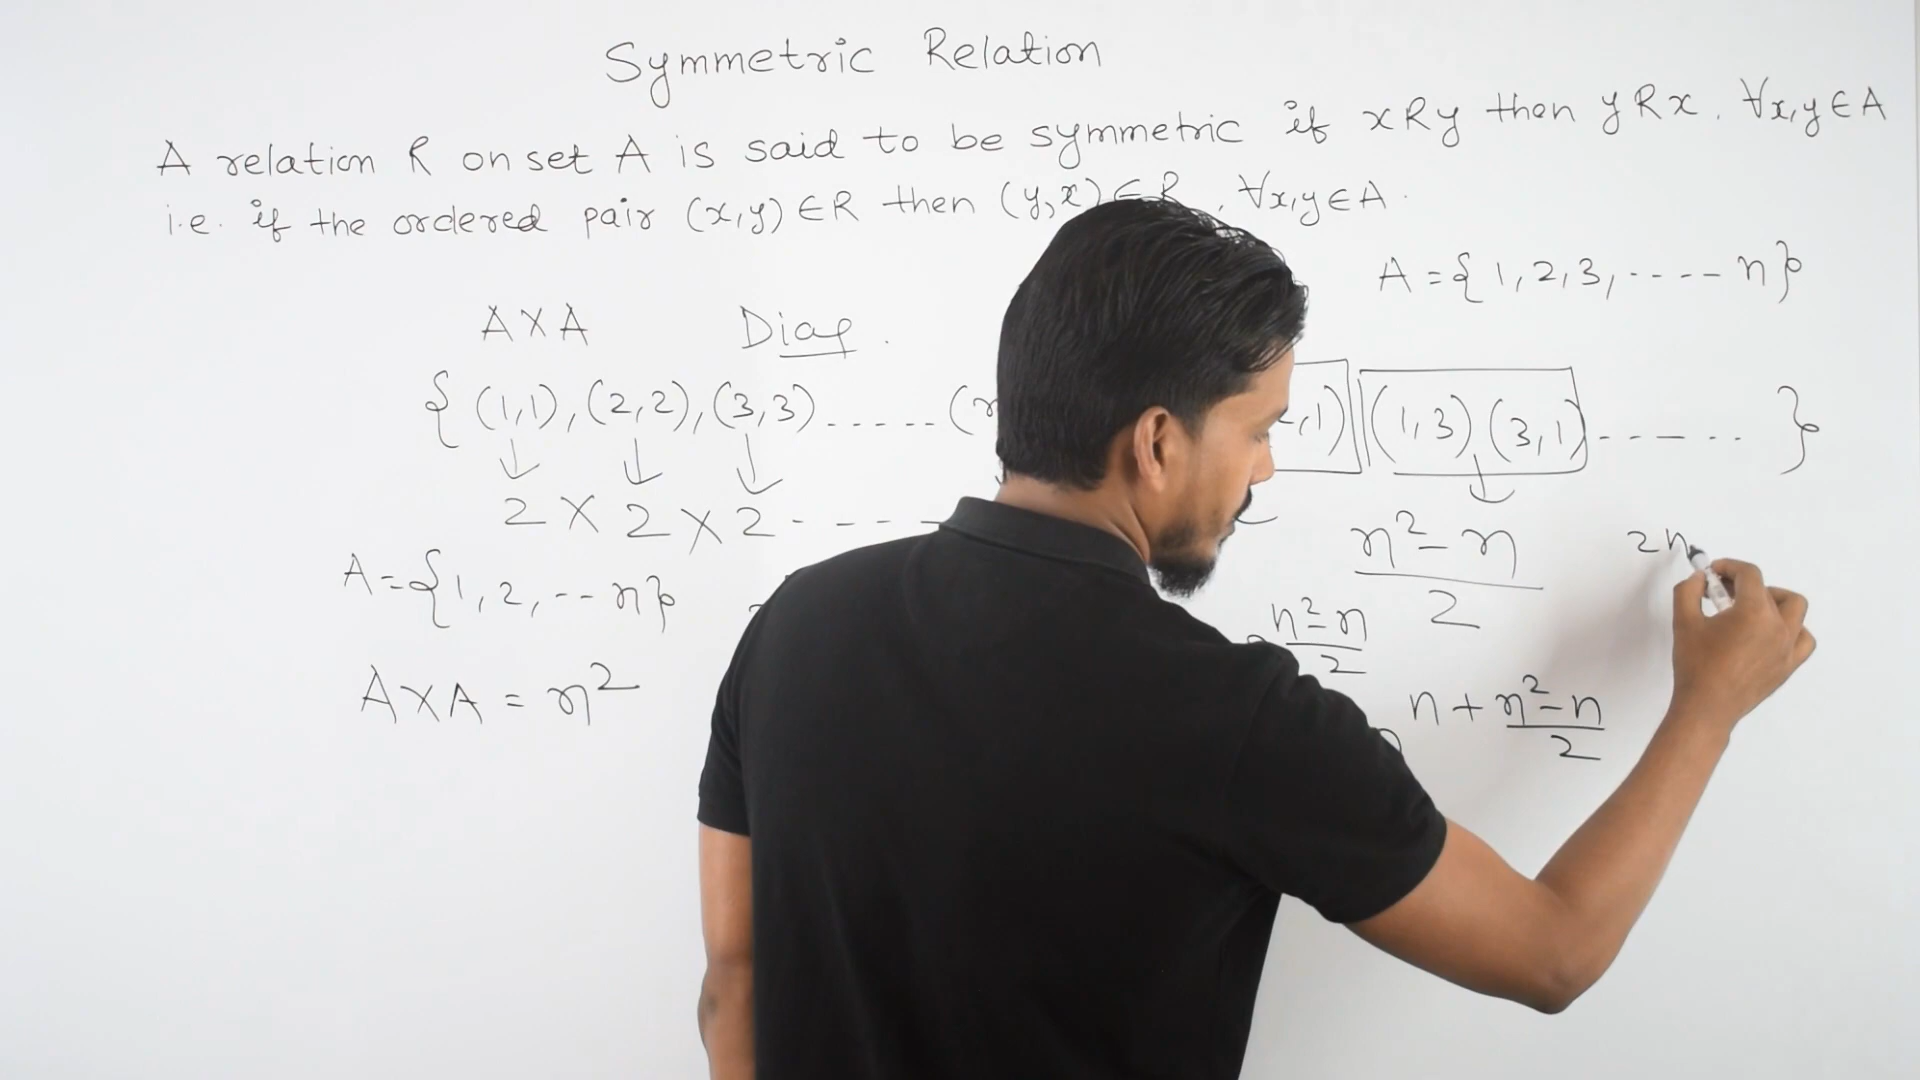 Symmetric Relation
A relation R on set A is said to be symmetric if xRy then yRx, ∀x,y∈A
i.e. if the ordered pair (x,y)∈R then (y,x)∈R, ∀x,y∈A.
A={1,2,3,-----n}
A×A Diag.
{(1,1),(2,2),(3,3)......( ,1) (1,3)(3,1)------}
2×2×2----
n²-n/2
2n
A={1,2,--n}
n²-n/2
A×A = n²
n+n²-n/2